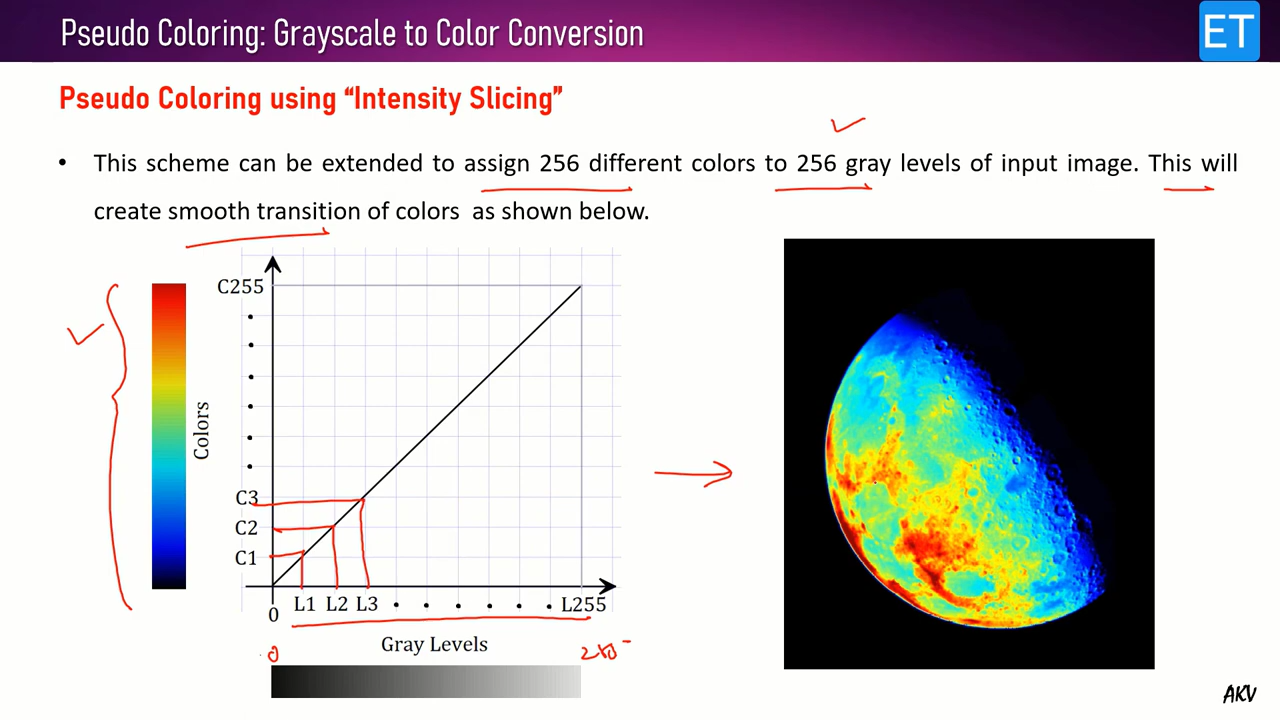 Pseudo Coloring: Grayscale to Color Conversion
ET
Pseudo Coloring using “Intensity Slicing”
• This scheme can be extended to assign 256 different colors to 256 gray levels of input image. This will
create smooth transition of colors as shown below.
C255
Colors
C3
C2
C1
0 L1 L2 L3 L255
Gray Levels
0 255
AKV